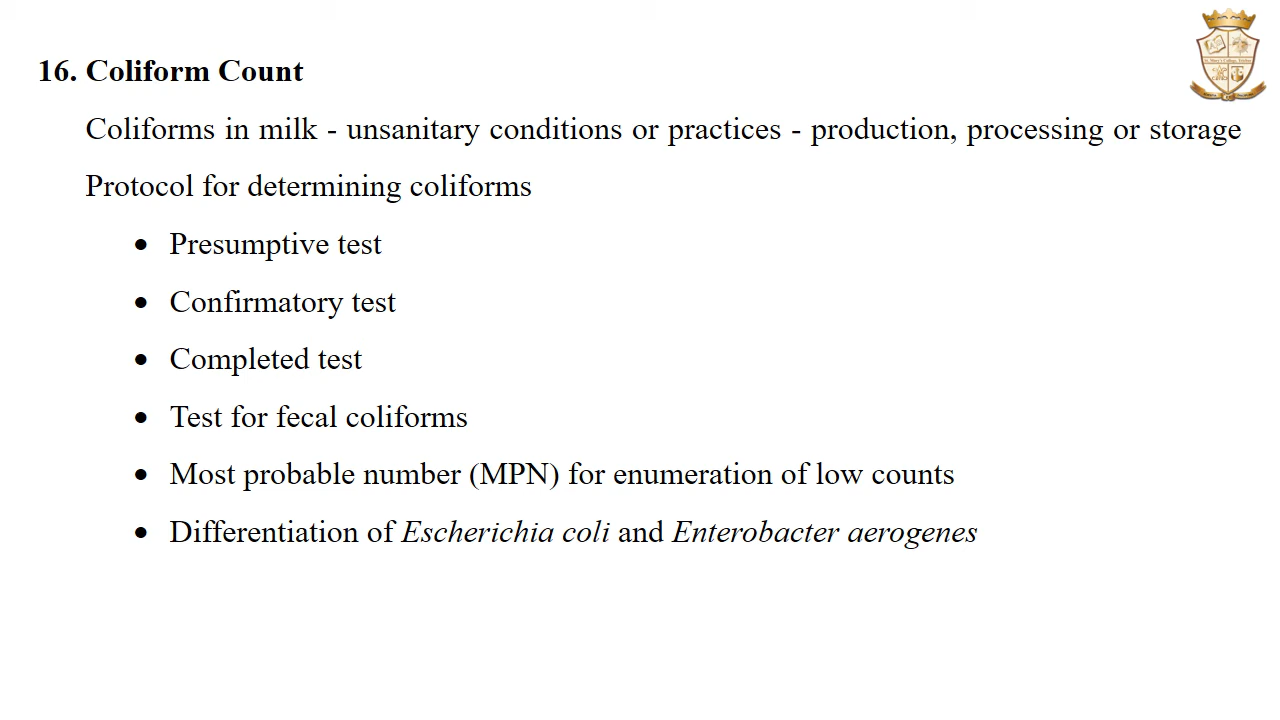 16. Coliform Count
Coliforms in milk - unsanitary conditions or practices - production, processing or storage
Protocol for determining coliforms
• Presumptive test
• Confirmatory test
• Completed test
• Test for fecal coliforms
• Most probable number (MPN) for enumeration of low counts
• Differentiation of Escherichia coli and Enterobacter aerogenes